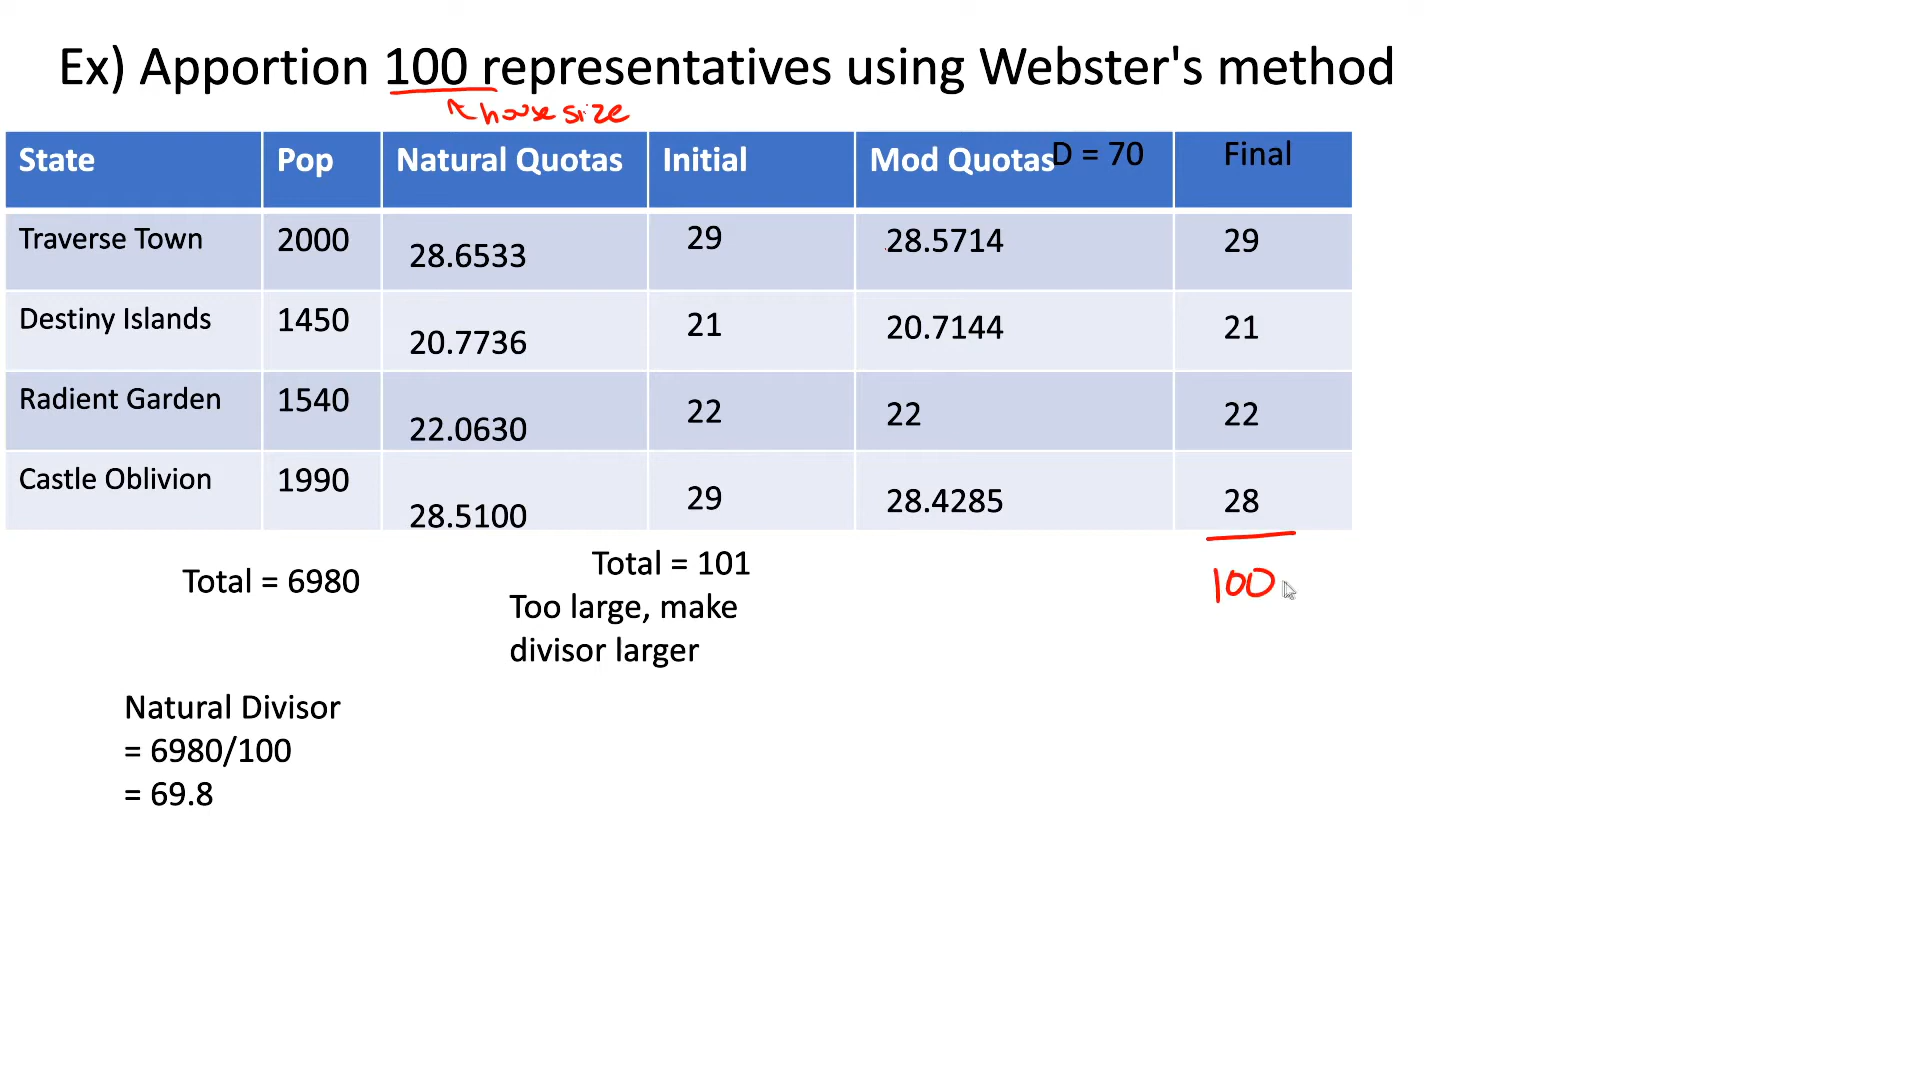 Ex) Apportion 100 representatives using Webster's method
house size
State Pop Natural Quotas Initial Mod Quotas D = 70 Final
Traverse Town 2000 28.6533 29 28.5714 29
Destiny Islands 1450 20.7736 21 20.7144 21
Radient Garden 1540 22.0630 22 22 22
Castle Oblivion 1990 28.5100 29 28.4285 28
Total = 6980
Total = 101
Too large, make
divisor larger
100
Natural Divisor
= 6980/100
= 69.8